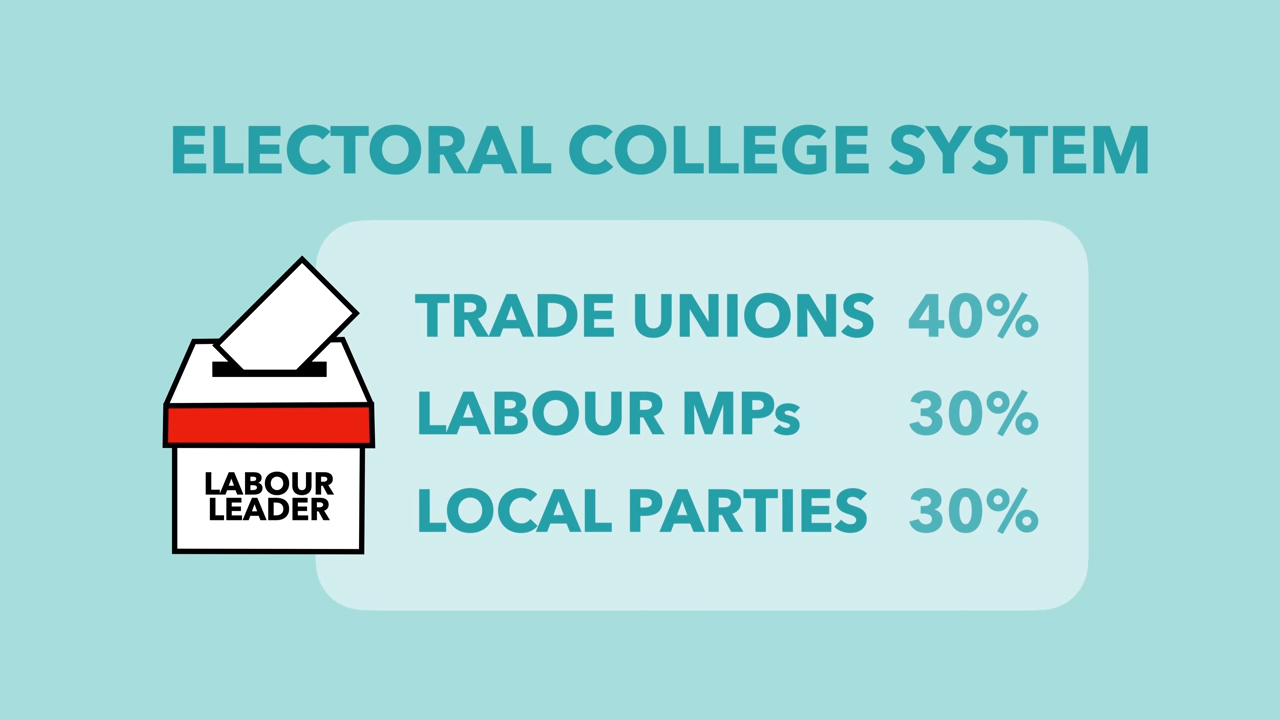 ELECTORAL COLLEGE SYSTEM
TRADE UNIONS 40%
LABOUR MPs 30%
LOCAL PARTIES 30%
LABOUR
LEADER